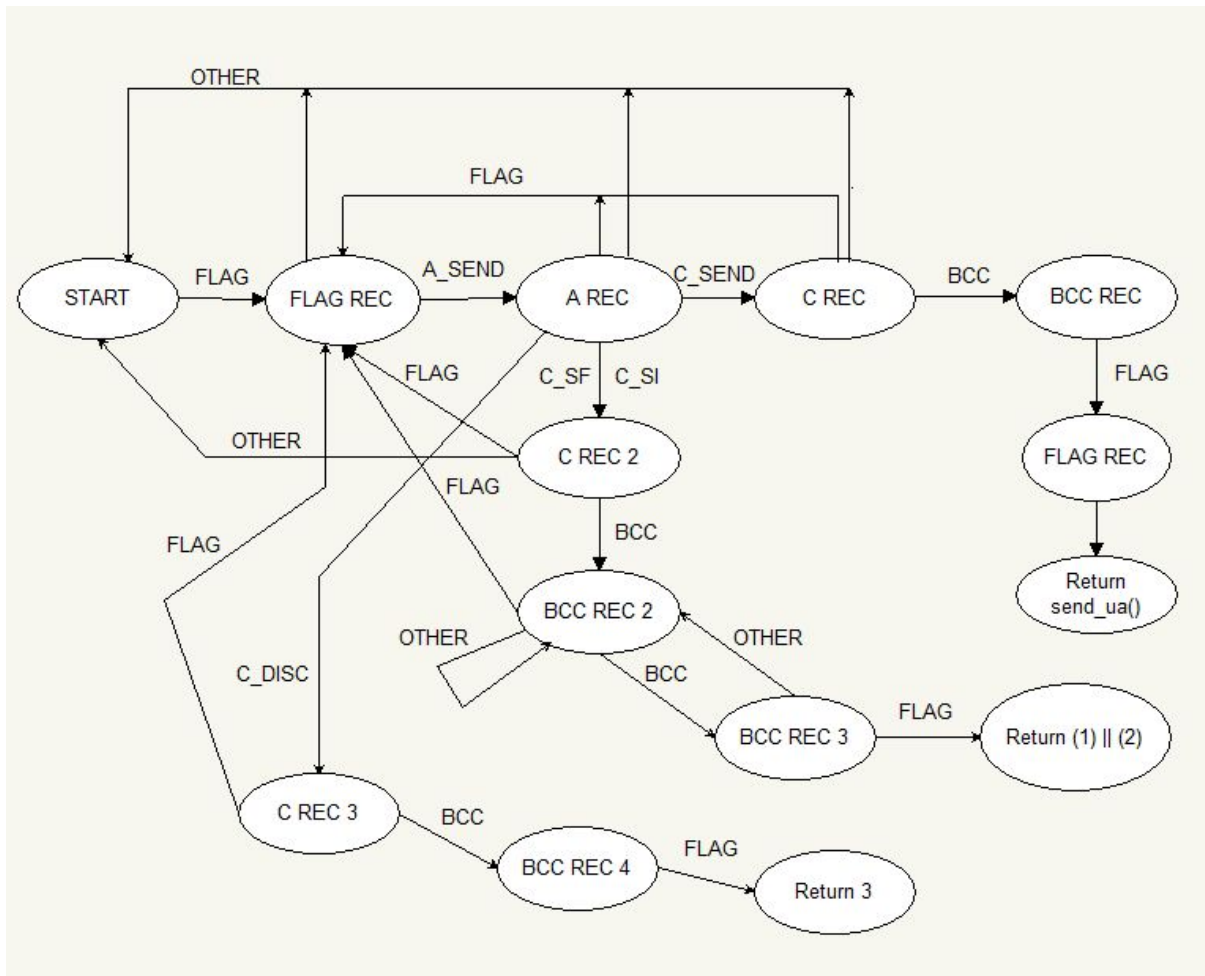 OTHER
FLAG
FLAG
A_SEND
C_SEND
BCC
START
FLAG REC
A REC
C REC
BCC REC
FLAG
C_SF
C_SI
FLAG
OTHER
C REC 2
FLAG REC
FLAG
BCC
FLAG
Return
send_ua()
BCC REC 2
OTHER
OTHER
C_DISC
BCC
FLAG
BCC REC 3
Return (1) || (2)
C REC 3
BCC
FLAG
BCC REC 4
Return 3